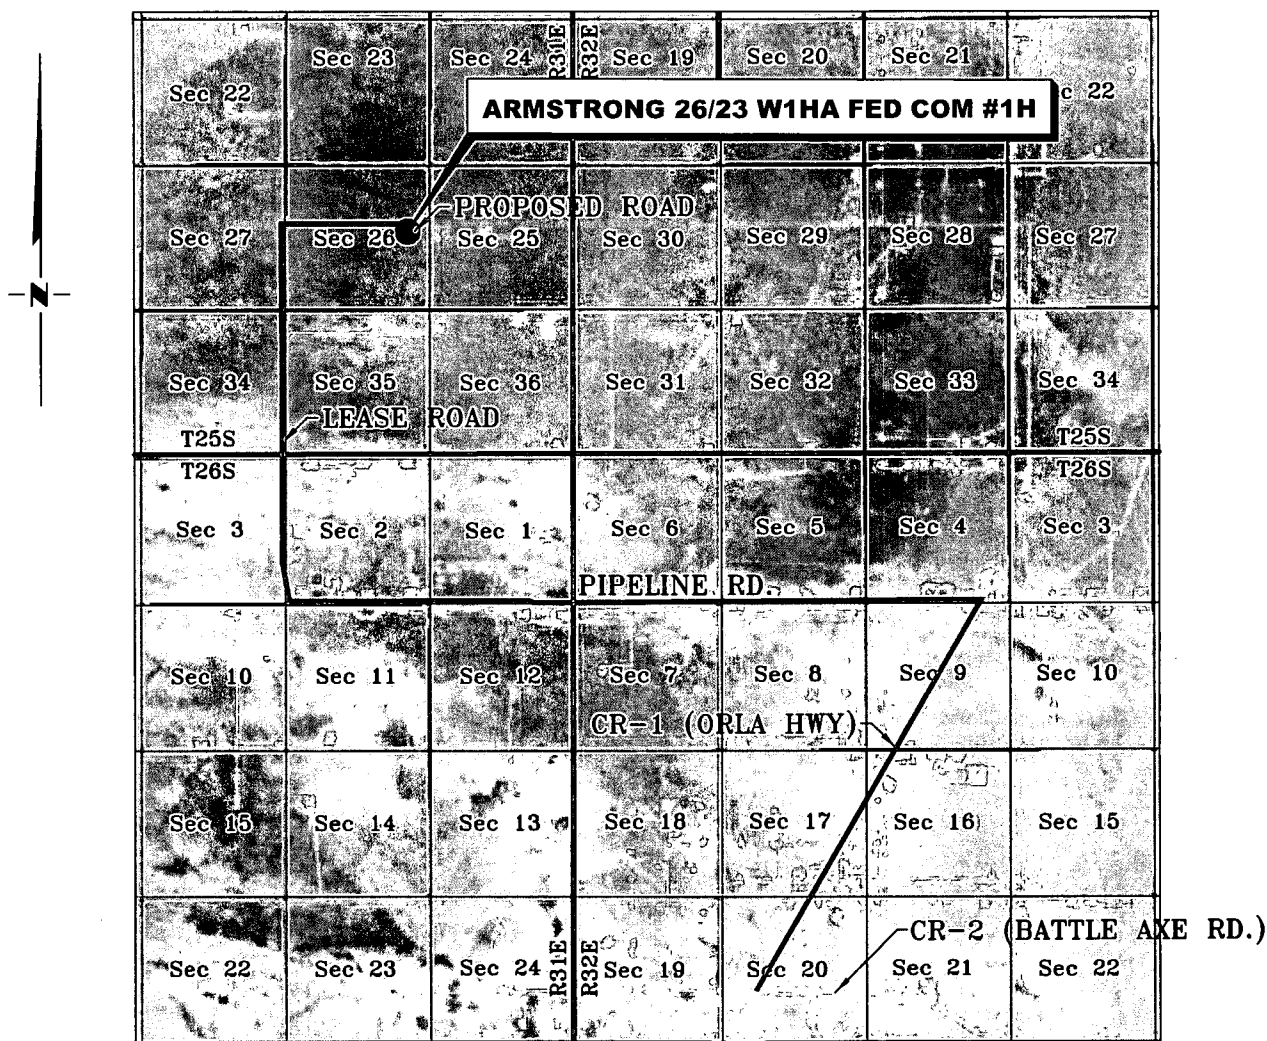 Sec 22
Sec 23
Sec 24
R31E
R32E
Sec 19
Sec 20
Sec 21
c 22
ARMSTRONG 26/23 W1HA FED COM #1H
PROPOSED ROAD
Sec 27
Sec 26
Sec 25
Sec 30
Sec 29
Sec 28
Sec 27
N
Sec 34
Sec 35
Sec 36
Sec 31
Sec 32
Sec 33
Sec 34
LEASE ROAD
T25S
T25S
T26S
T26S
Sec 3
Sec 2
Sec 1
Sec 6
Sec 5
Sec 4
Sec 3
PIPELINE RD.
Sec 10
Sec 11
Sec 12
Sec 7
Sec 8
Sec 9
Sec 10
CR-1 (ORLA HWY)
Sec 15
Sec 14
Sec 13
Sec 18
Sec 17
Sec 16
Sec 15
CR-2 (BATTLE AXE RD.)
Sec 22
Sec 23
Sec 24
R31E
R32E
Sec 19
Sec 20
Sec 21
Sec 22